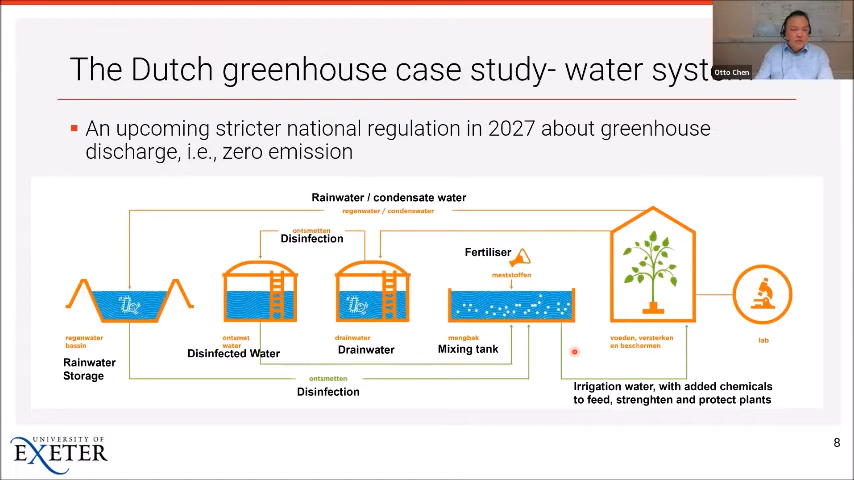 The Dutch greenhouse case study- water system
Otto Chen
An upcoming stricter national regulation in 2027 about greenhouse
discharge, i.e., zero emission
Rainwater / condensate water
regenwater / condenswater
ontsmetten
Disinfection
Fertiliser
meststoffen
regenwater
bassin
Rainwater
Storage
ontsmet
water
Disinfected Water
drainwater
Drainwater
mengbak
Mixing tank
voeden, versterken
en beschermen
lab
ontsmetten
Disinfection
Irrigation water, with added chemicals
to feed, strenghten and protect plants
UNIVERSITY OF
EXETER
8